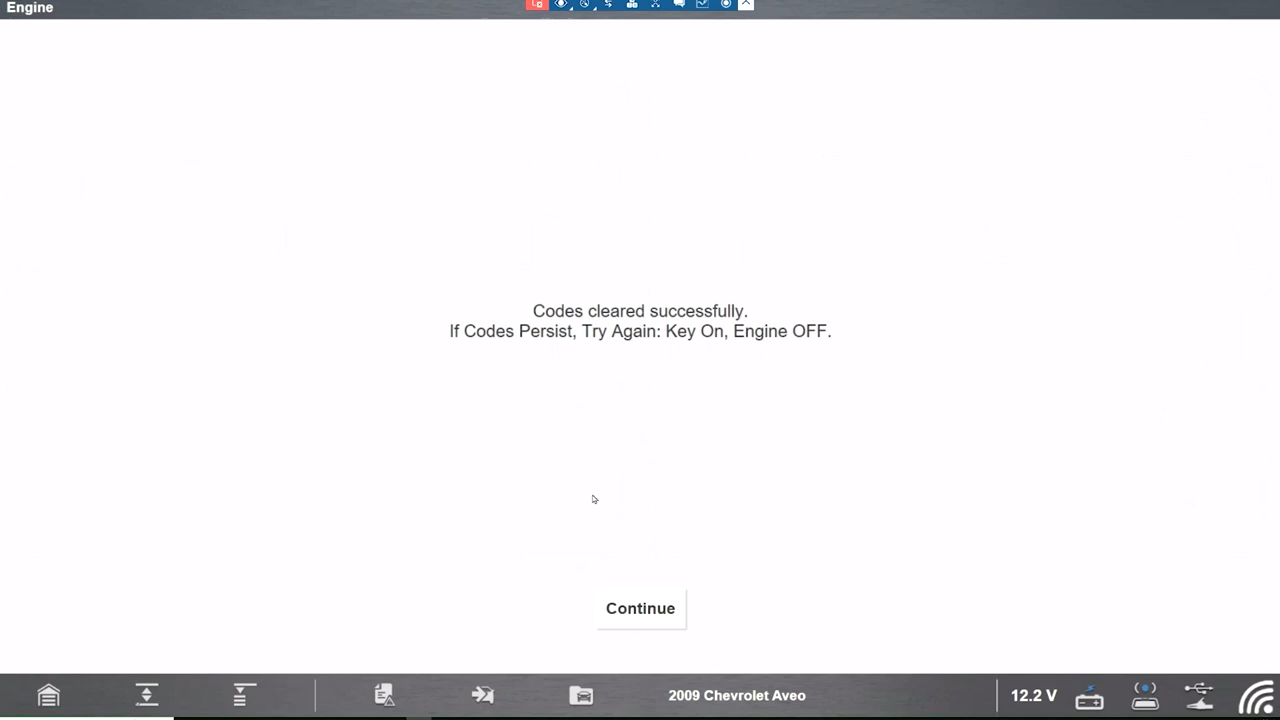 Engine
Codes cleared successfully.
If Codes Persist, Try Again: Key On, Engine OFF.
Continue
2009 Chevrolet Aveo
12.2 V